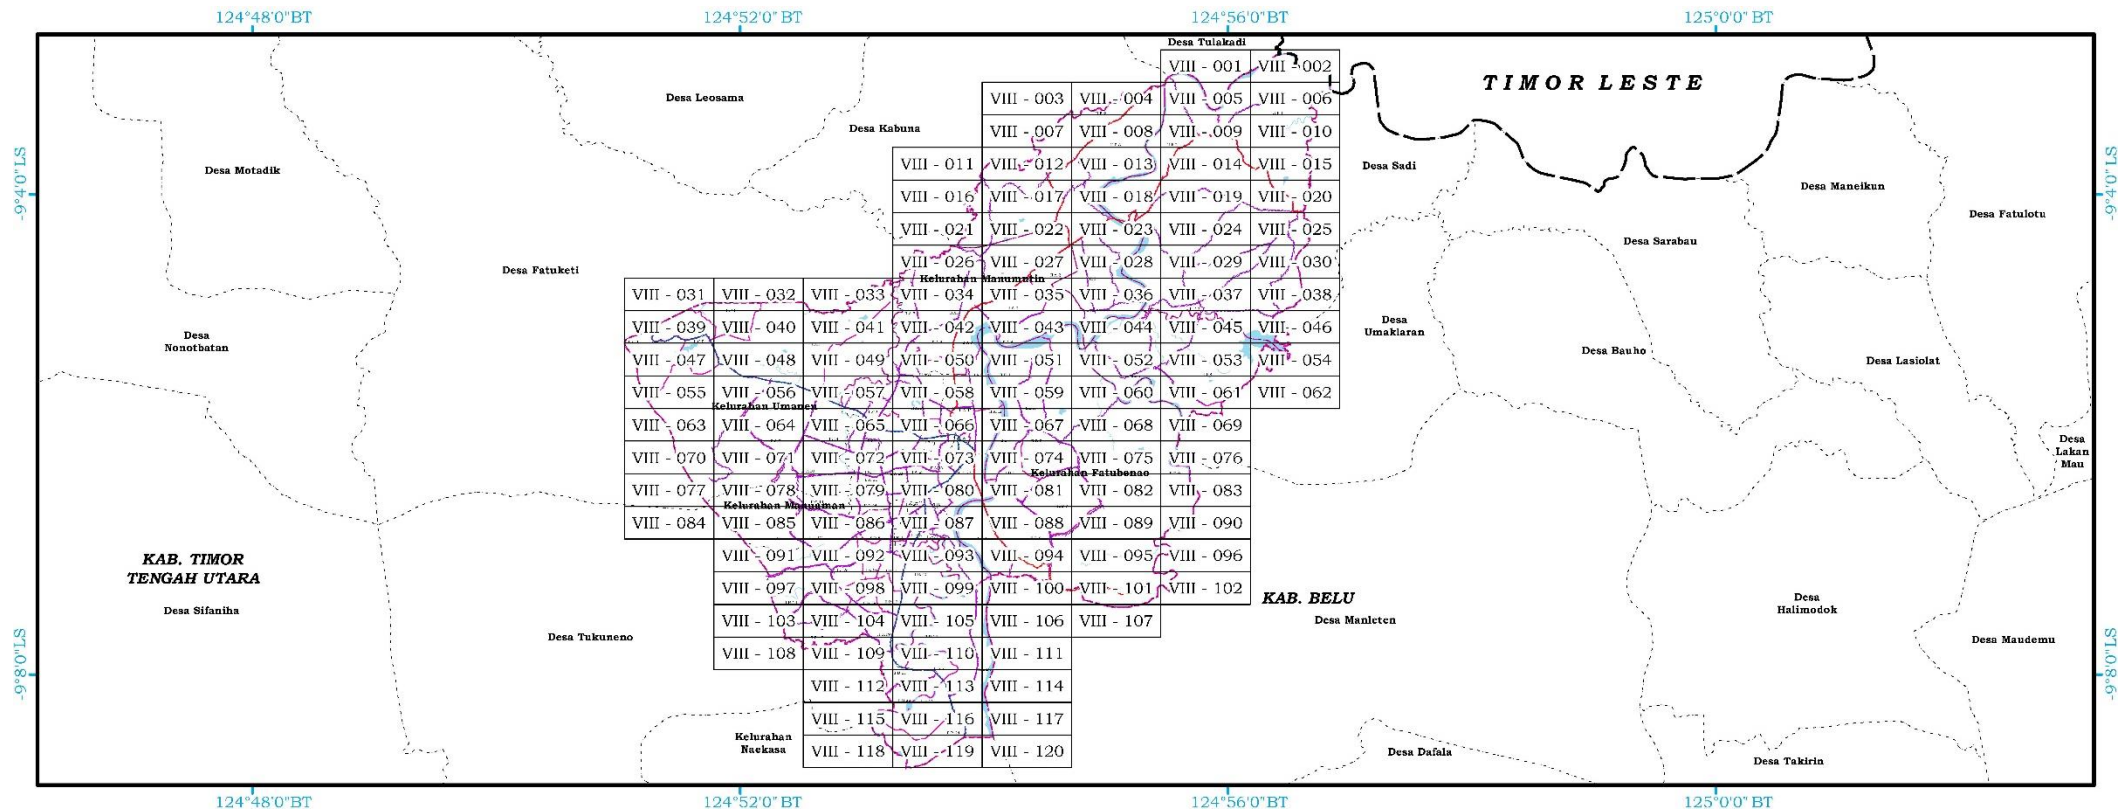 124°48'0"BT 124°52'0"BT 124°56'0"BT 125°0'0"BT
Desa Tulakadi
VIII - 001 VIII - 002
TIMOR LESTE
Desa Leosama
VIII - 003 VIII - 004 VIII - 005 VIII - 006
Desa Kabuna
VIII - 007 VIII - 008 VIII - 009 VIII - 010
Desa Motadik
VIII - 011 VIII - 012 VIII - 013 VIII - 014 VIII - 015
Desa Sadi
-9°4'0"LS
-9°4'0"LS
Desa Maneikun
VIII - 016 VIII - 017 VIII - 018 VIII - 019 VIII - 020
Desa Fatulotu
VIII - 021 VIII - 022 VIII - 023 VIII - 024 VIII - 025
Desa Sarabau
VIII - 026 VIII - 027 VIII - 028 VIII - 029 VIII - 030
Desa Fatuketi
Kelurahan Manumutin
VIII - 031 VIII - 032 VIII - 033 VIII - 034 VIII - 035 VIII - 036 VIII - 037 VIII - 038
VIII - 039 VIII - 040 VIII - 041 VIII - 042 VIII - 043 VIII - 044 VIII - 045 VIII - 046
Desa
Nonotbatan
Desa
Umaklaran
Desa Bauho
VIII - 047 VIII - 048 VIII - 049 VIII - 050 VIII - 051 VIII - 052 VIII - 053 VIII - 054
Desa Lasiolat
VIII - 055 VIII - 056 VIII - 057 VIII - 058 VIII - 059 VIII - 060 VIII - 061 VIII - 062
Kelurahan Umanen
VIII - 063 VIII - 064 VIII - 065 VIII - 066 VIII - 067 VIII - 068 VIII - 069
Desa
Lakan
Mau
VIII - 070 VIII - 071 VIII - 072 VIII - 073 VIII - 074 VIII - 075 VIII - 076
Kelurahan Fatubenao
VIII - 077 VIII - 078 VIII - 079 VIII - 080 VIII - 081 VIII - 082 VIII - 083
Kelurahan Manuaman
VIII - 084 VIII - 085 VIII - 086 VIII - 087 VIII - 088 VIII - 089 VIII - 090
VIII - 091 VIII - 092 VIII - 093 VIII - 094 VIII - 095 VIII - 096
KAB. TIMOR
TENGAH UTARA
VIII - 097 VIII - 098 VIII - 099 VIII - 100 VIII - 101 VIII - 102
KAB. BELU
Desa Sifaniha
Desa
Halimodok
VIII - 103 VIII - 104 VIII - 105 VIII - 106 VIII - 107
Desa Manleten
Desa Tukuneno
Desa Maudemu
VIII - 108 VIII - 109 VIII - 110 VIII - 111
-9°8'0"LS
-9°8'0"LS
VIII - 112 VIII - 113 VIII - 114
VIII - 115 VIII - 116 VIII - 117
Kelurahan
Naekasa
VIII - 118 VIII - 119 VIII - 120
Desa Dafala
Desa Takirin
124°48'0"BT 124°52'0"BT 124°56'0"BT 125°0'0"BT